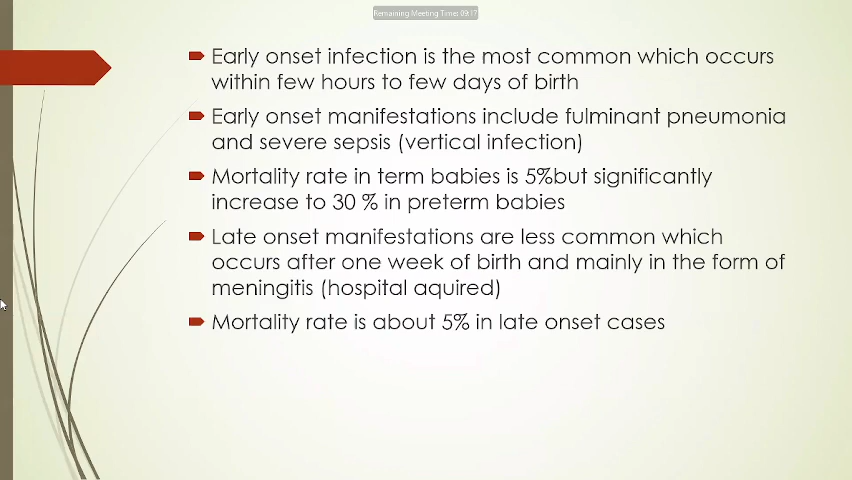 Remaining Meeting Time: 09:17
Early onset infection is the most common which occurs
within few hours to few days of birth
Early onset manifestations include fulminant pneumonia
and severe sepsis (vertical infection)
Mortality rate in term babies is 5%but significantly
increase to 30 % in preterm babies
Late onset manifestations are less common which
occurs after one week of birth and mainly in the form of
meningitis (hospital aquired)
Mortality rate is about 5% in late onset cases